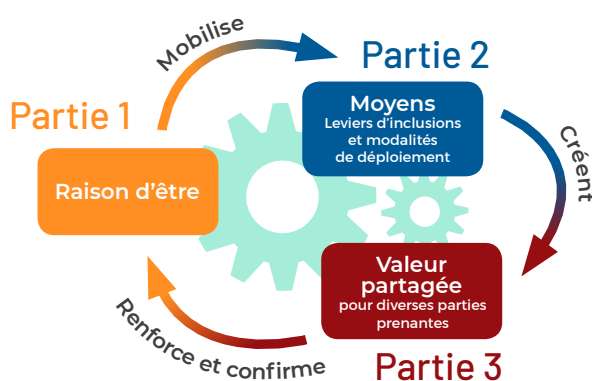 Mobilise
Partie 2
Partie 1
Moyens
Leviers d'inclusions
et modalités
de déploiement
Créent
Raison d'être
Valeur
partagée
pour diverses parties
prenantes
Renforce et confirme
Partie 3